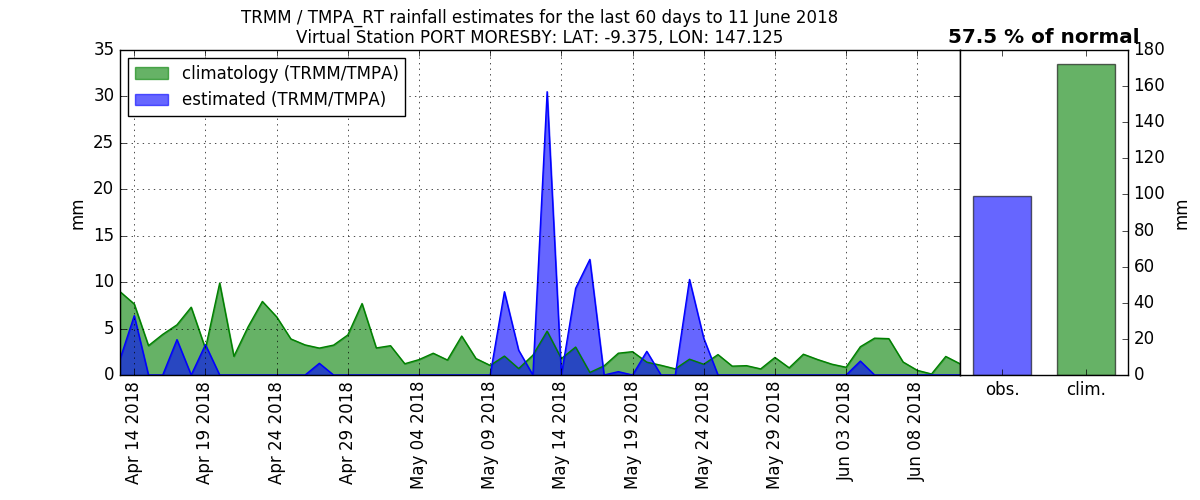 TRMM / TMPA_RT rainfall estimates for the last 60 days to 11 June 2018
Virtual Station PORT MORESBY: LAT: -9.375, LON: 147.125
57.5 % of normal
climatology (TRMM/TMPA)
estimated (TRMM/TMPA)
35
30
25
20
15
10
5
0
mm
Apr 14 2018
Apr 19 2018
Apr 24 2018
Apr 29 2018
May 04 2018
May 09 2018
May 14 2018
May 19 2018
May 24 2018
May 29 2018
Jun 03 2018
Jun 08 2018
obs.
clim.
180
160
140
120
100
80
60
40
20
0
mm